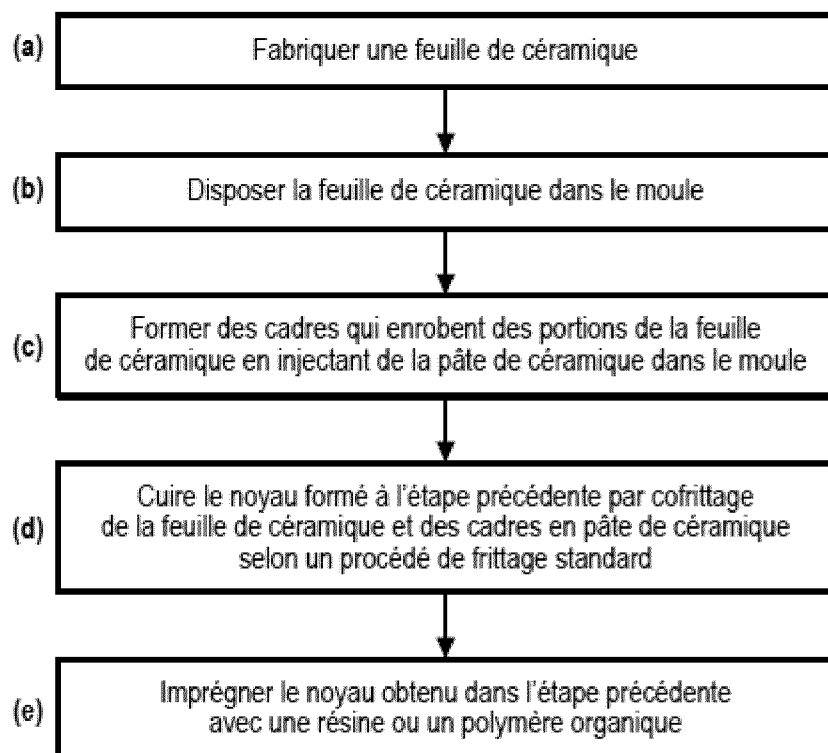 (a) Fabriquer une feuille de céramique
(b) Disposer la feuille de céramique dans le moule
Former des cadres qui enrobent des portions de la feuille
(c) de céramique en injectant de la pâte de céramique dans le moule
Cuire le noyau formé à l'étape précédente par cofrittage
(d) de la feuille de céramique et des cadres en pâte de céramique
selon un procédé de frittage standard
Imprégner le noyau obtenu dans l'étape précédente
(e) avec une résine ou un polymère organique